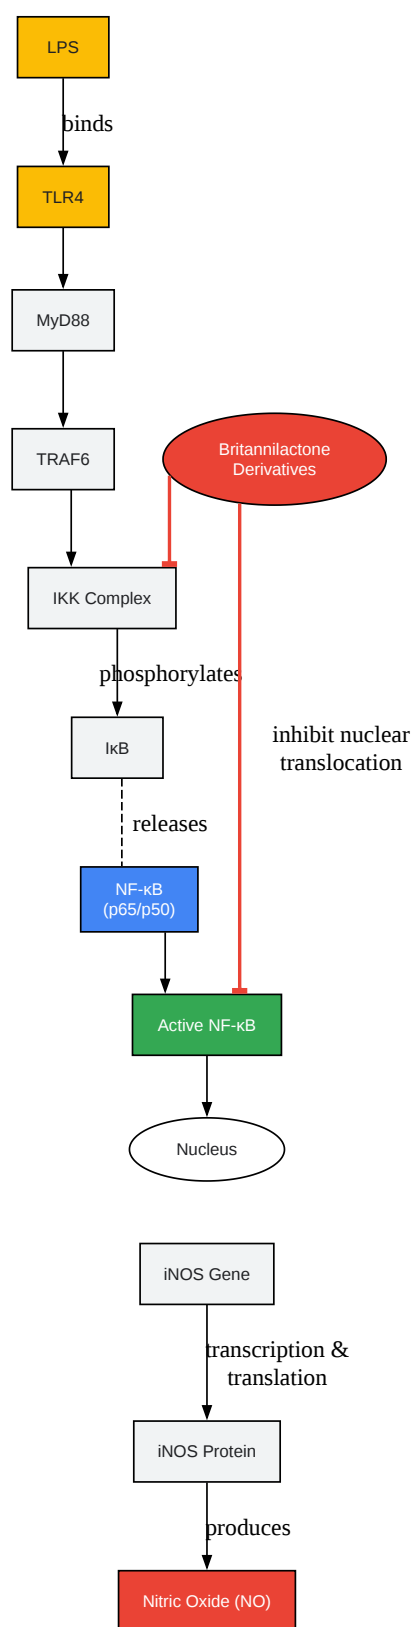 LPS
binds
TLR4
MyD88
TRAF6
Britannilactone
Derivatives
IKK Complex
phosphorylates
inhibit nuclear
translocation
IκB
releases
NF-κB
(p65/p50)
Active NF-κB
Nucleus
iNOS Gene
transcription &
translation
iNOS Protein
produces
Nitric Oxide (NO)